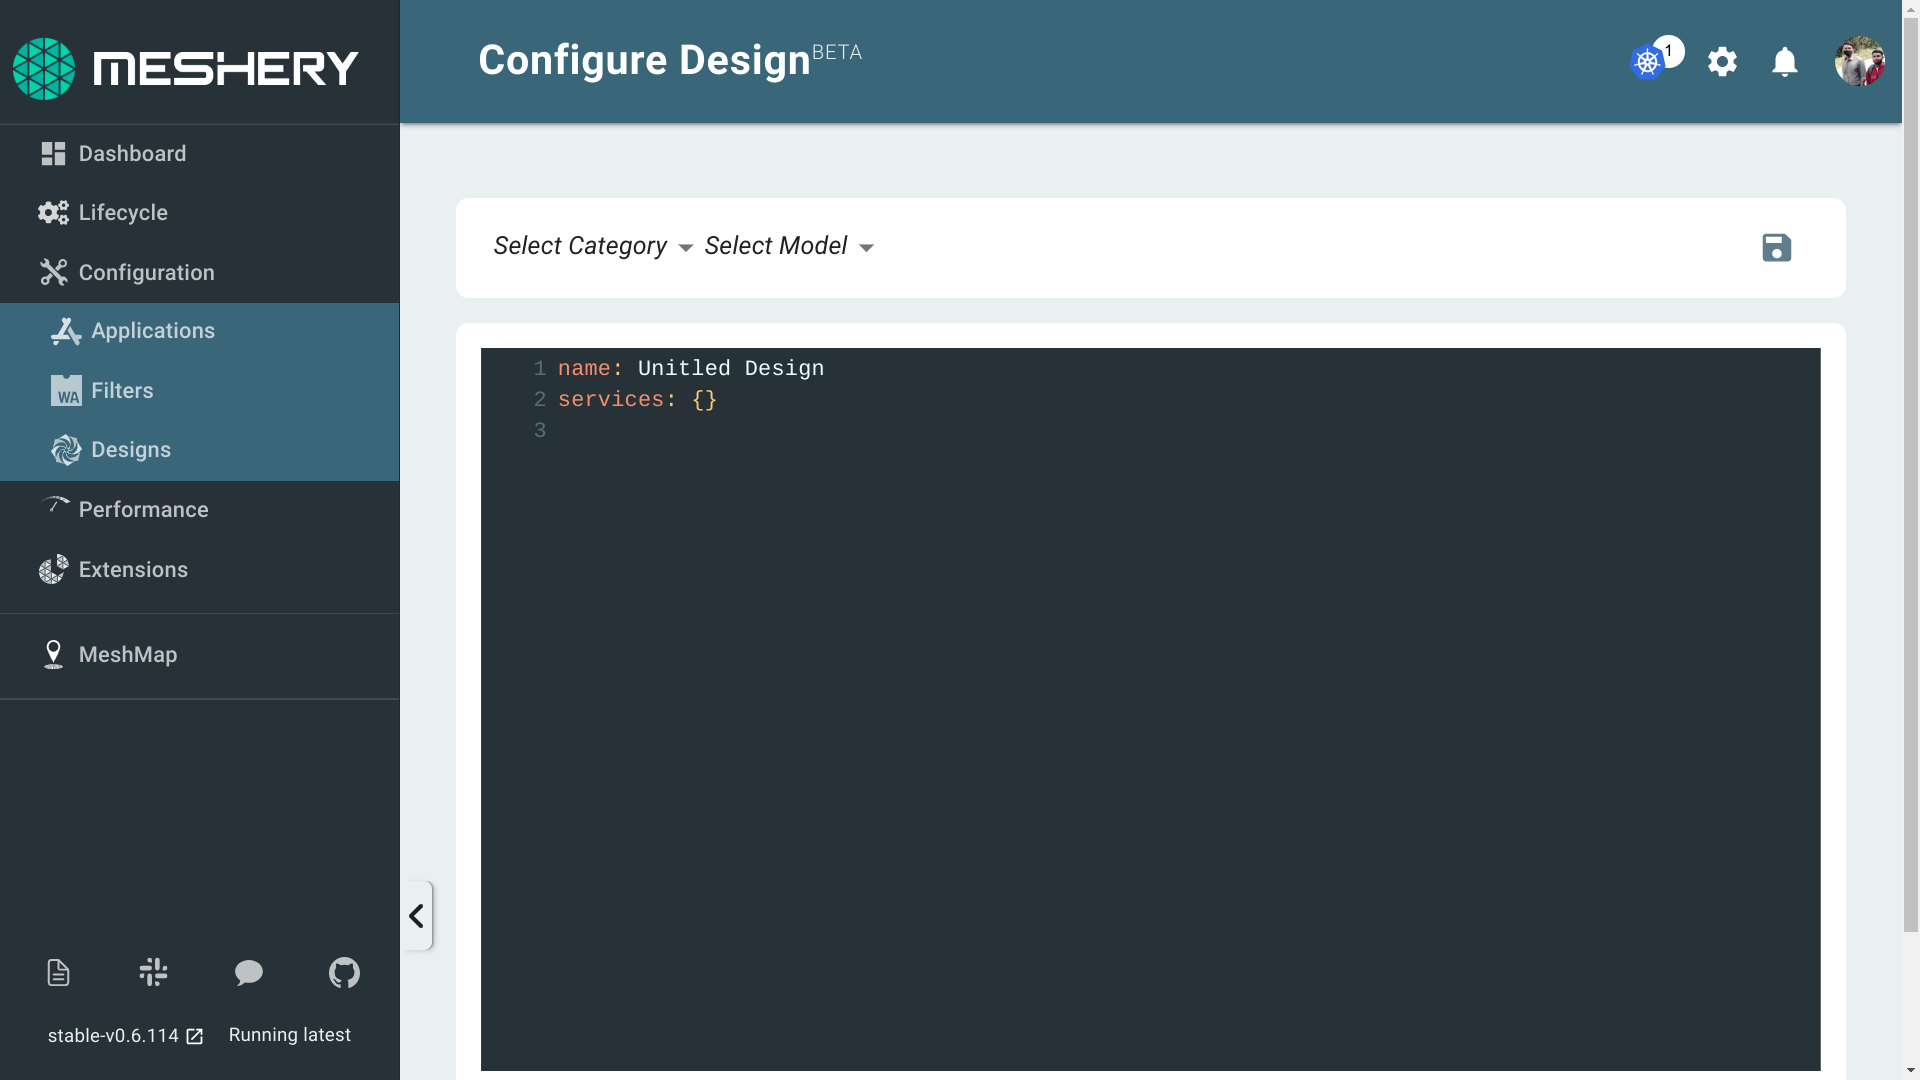 MESHERY
Configure Design BETA
1
Dashboard
Lifecycle
Configuration
Applications
WA Filters
Designs
Performance
Extensions
MeshMap
Select Category Select Model
1 name: Unitled Design
2 services: {}
3
stable-v0.6.114 Running latest